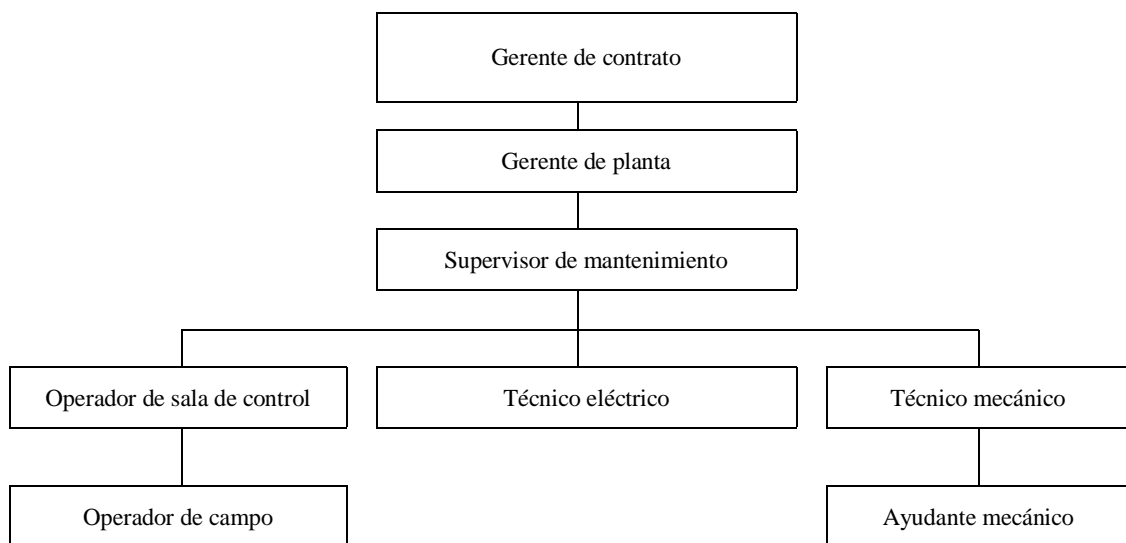 Gerente de contrato
Gerente de planta
Supervisor de mantenimiento
Operador de sala de control
Técnico eléctrico
Técnico mecánico
Operador de campo
Ayudante mecánico